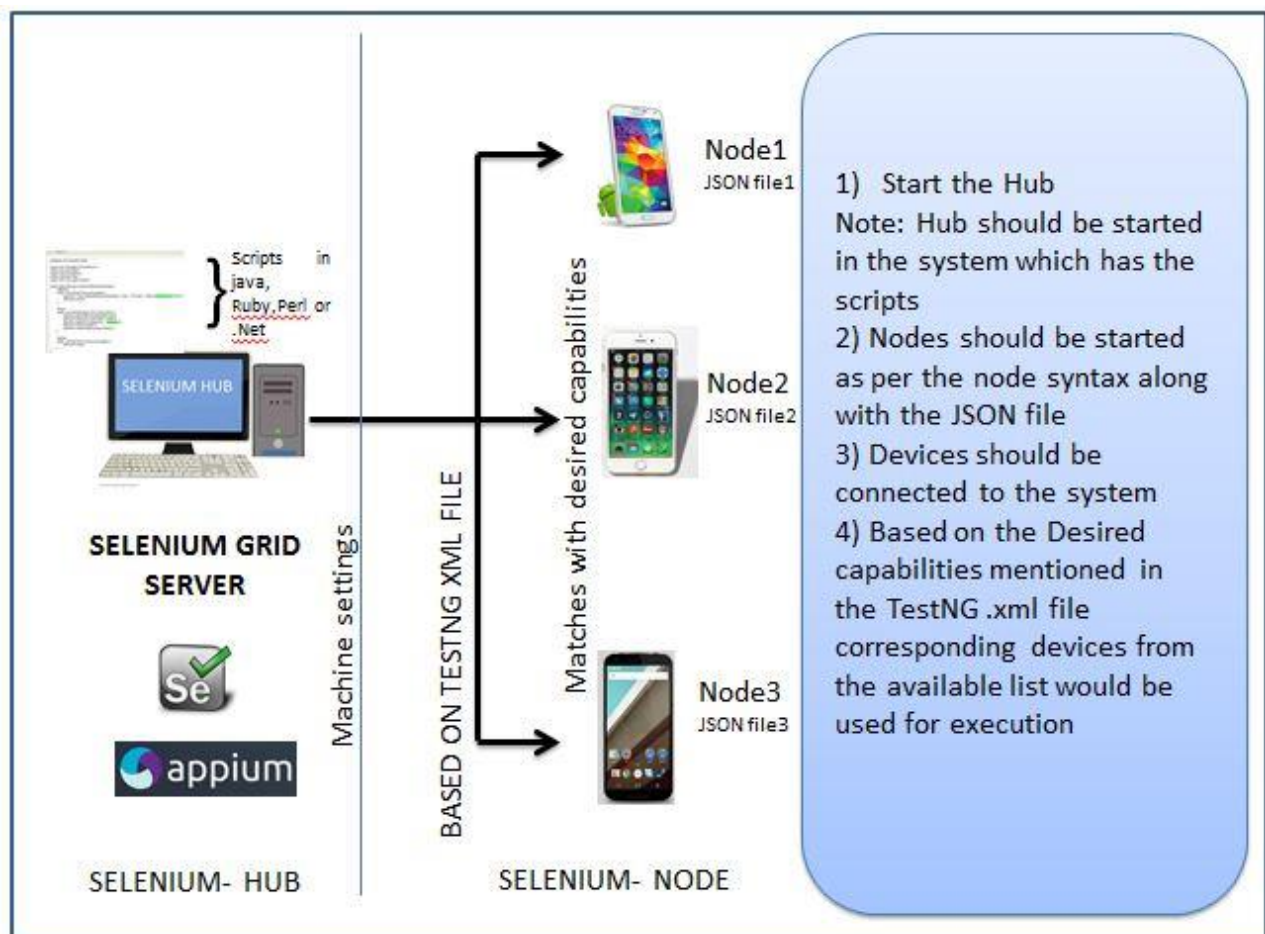 Scripts in
java,
Ruby,Perl or
.Net
SELENIUM HUB
SELENIUM GRID
SERVER
Se
appium
SELENIUM- HUB
Machine settings
BASED ON TESTNG XML FILE
Matches with desired capabilities
Node1
JSON file1
Node2
JSON file2
Node3
JSON file3
SELENIUM- NODE
1) Start the Hub
Note: Hub should be started
in the system which has the
scripts
2) Nodes should be started
as per the node syntax along
with the JSON file
3) Devices should be
connected to the system
4) Based on the Desired
capabilities mentioned in
the TestNG .xml file
corresponding devices from
the available list would be
used for execution